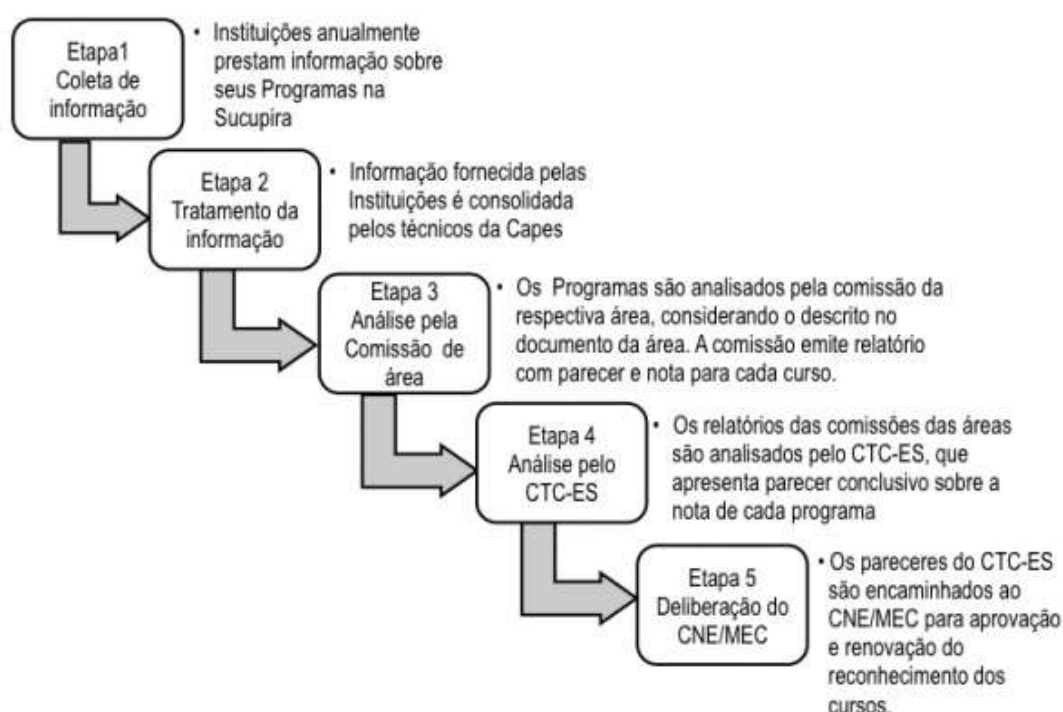 Etapa1
Coleta de
informação
• Instituições anualmente
prestam informação sobre
seus Programas na
Sucupira
Etapa 2
Tratamento da
informação
• Informação fornecida pelas
Instituições é consolidada
pelos técnicos da Capes
Etapa 3
Análise pela
Comissão de
área
• Os Programas são analisados pela comissão da
respectiva área, considerando o descrito no
documento da área. A comissão emite relatório
com parecer e nota para cada curso.
Etapa 4
Análise pelo
CTC-ES
• Os relatórios das comissões das áreas
são analisados pelo CTC-ES, que
apresenta parecer conclusivo sobre a
nota de cada programa
Etapa 5
Deliberação do
CNE/MEC
• Os pareceres do CTC-ES
são encaminhados ao
CNE/MEC para aprovação
e renovação do
reconhecimento dos
cursos.